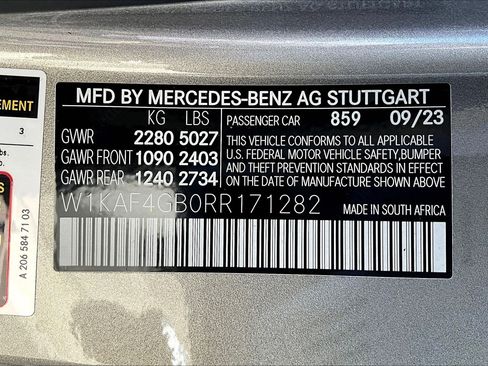 MFD BY MERCEDES-BENZ AG STUTTGART
KG LBS PASSENGER CAR 859 09/23
GVWR 2280 5027
GAWR FRONT 1090 2403
GAWR REAR 1240 2734
THIS VEHICLE CONFORMS TO ALL APPLICABLE
U.S. FEDERAL MOTOR VEHICLE SAFETY,BUMPER
AND THEFT PREVENTION STANDARDS IN EFFECT
ON THE DATE OF MANUFACTURE SHOWN ABOVE
W1KAF4GB0RR171282 MADE IN SOUTH AFRICA
EMENT
3
lbs.
A 206 584 71 03